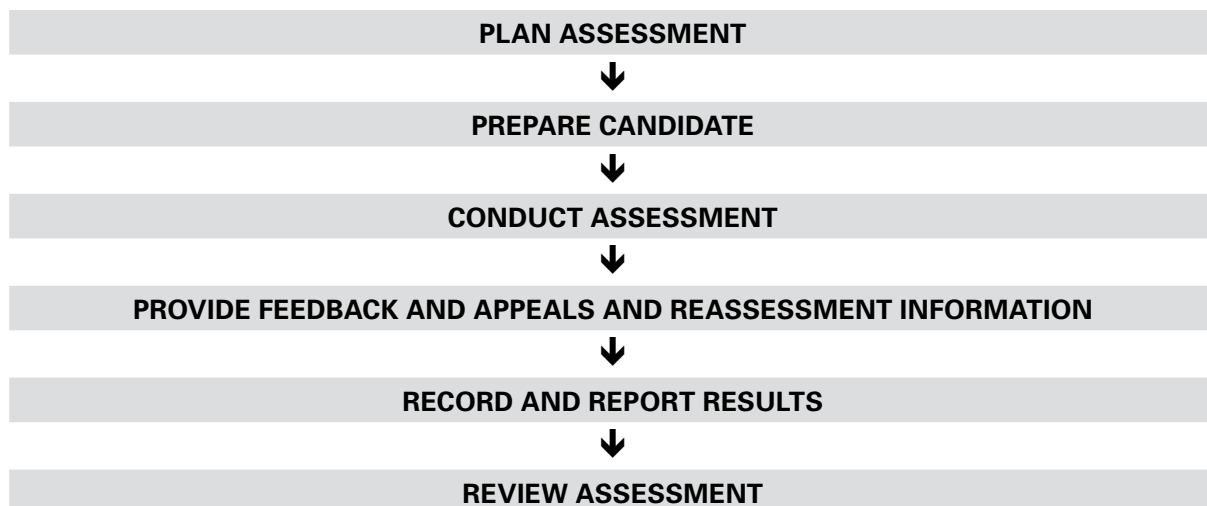 PLAN ASSESSMENT
PREPARE CANDIDATE
CONDUCT ASSESSMENT
PROVIDE FEEDBACK AND APPEALS AND REASSESSMENT INFORMATION
RECORD AND REPORT RESULTS
REVIEW ASSESSMENT